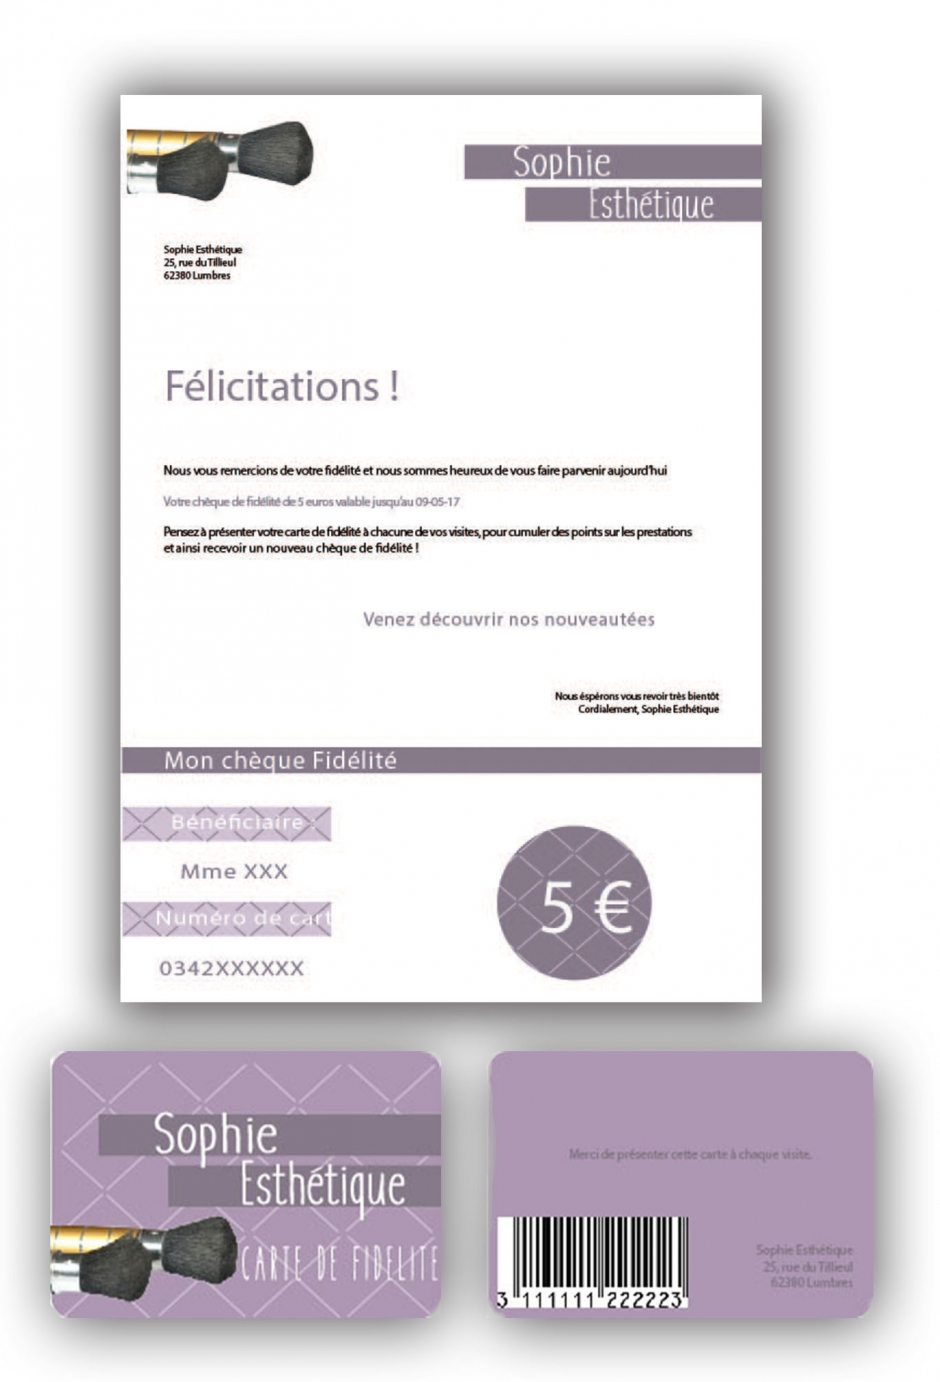 Sophie
Esthétique
Sophie Esthétique
25, rue du Tillieul
62380 Lumbres
Félicitations !
Nous vous remercions de votre fidélité et nous sommes heureux de vous faire parvenir aujourd'hui
Votre chèque de fidélité de 5 euros valable jusqu'au 09-05-17
Pensez à présenter votre carte de fidélité à chacune de vos visites, pour cumuler des points sur les prestations
et ainsi recevoir un nouveau chèque de fidélité !
Venez découvrir nos nouveautées
Nous éspérons vous revoir très bientôt
Cordialement, Sophie Esthétique
Mon chèque Fidélité
Bénéficiaire :
Mme XXX
Numéro de cart
0342XXXXXX
5 €
Sophie
Esthétique
CARTE DE FIDELITE
Merci de présenter cette carte à chaque visite.
Sophie Esthétique
25, rue du Tillieul
62380 Lumbres
3 111111 222223